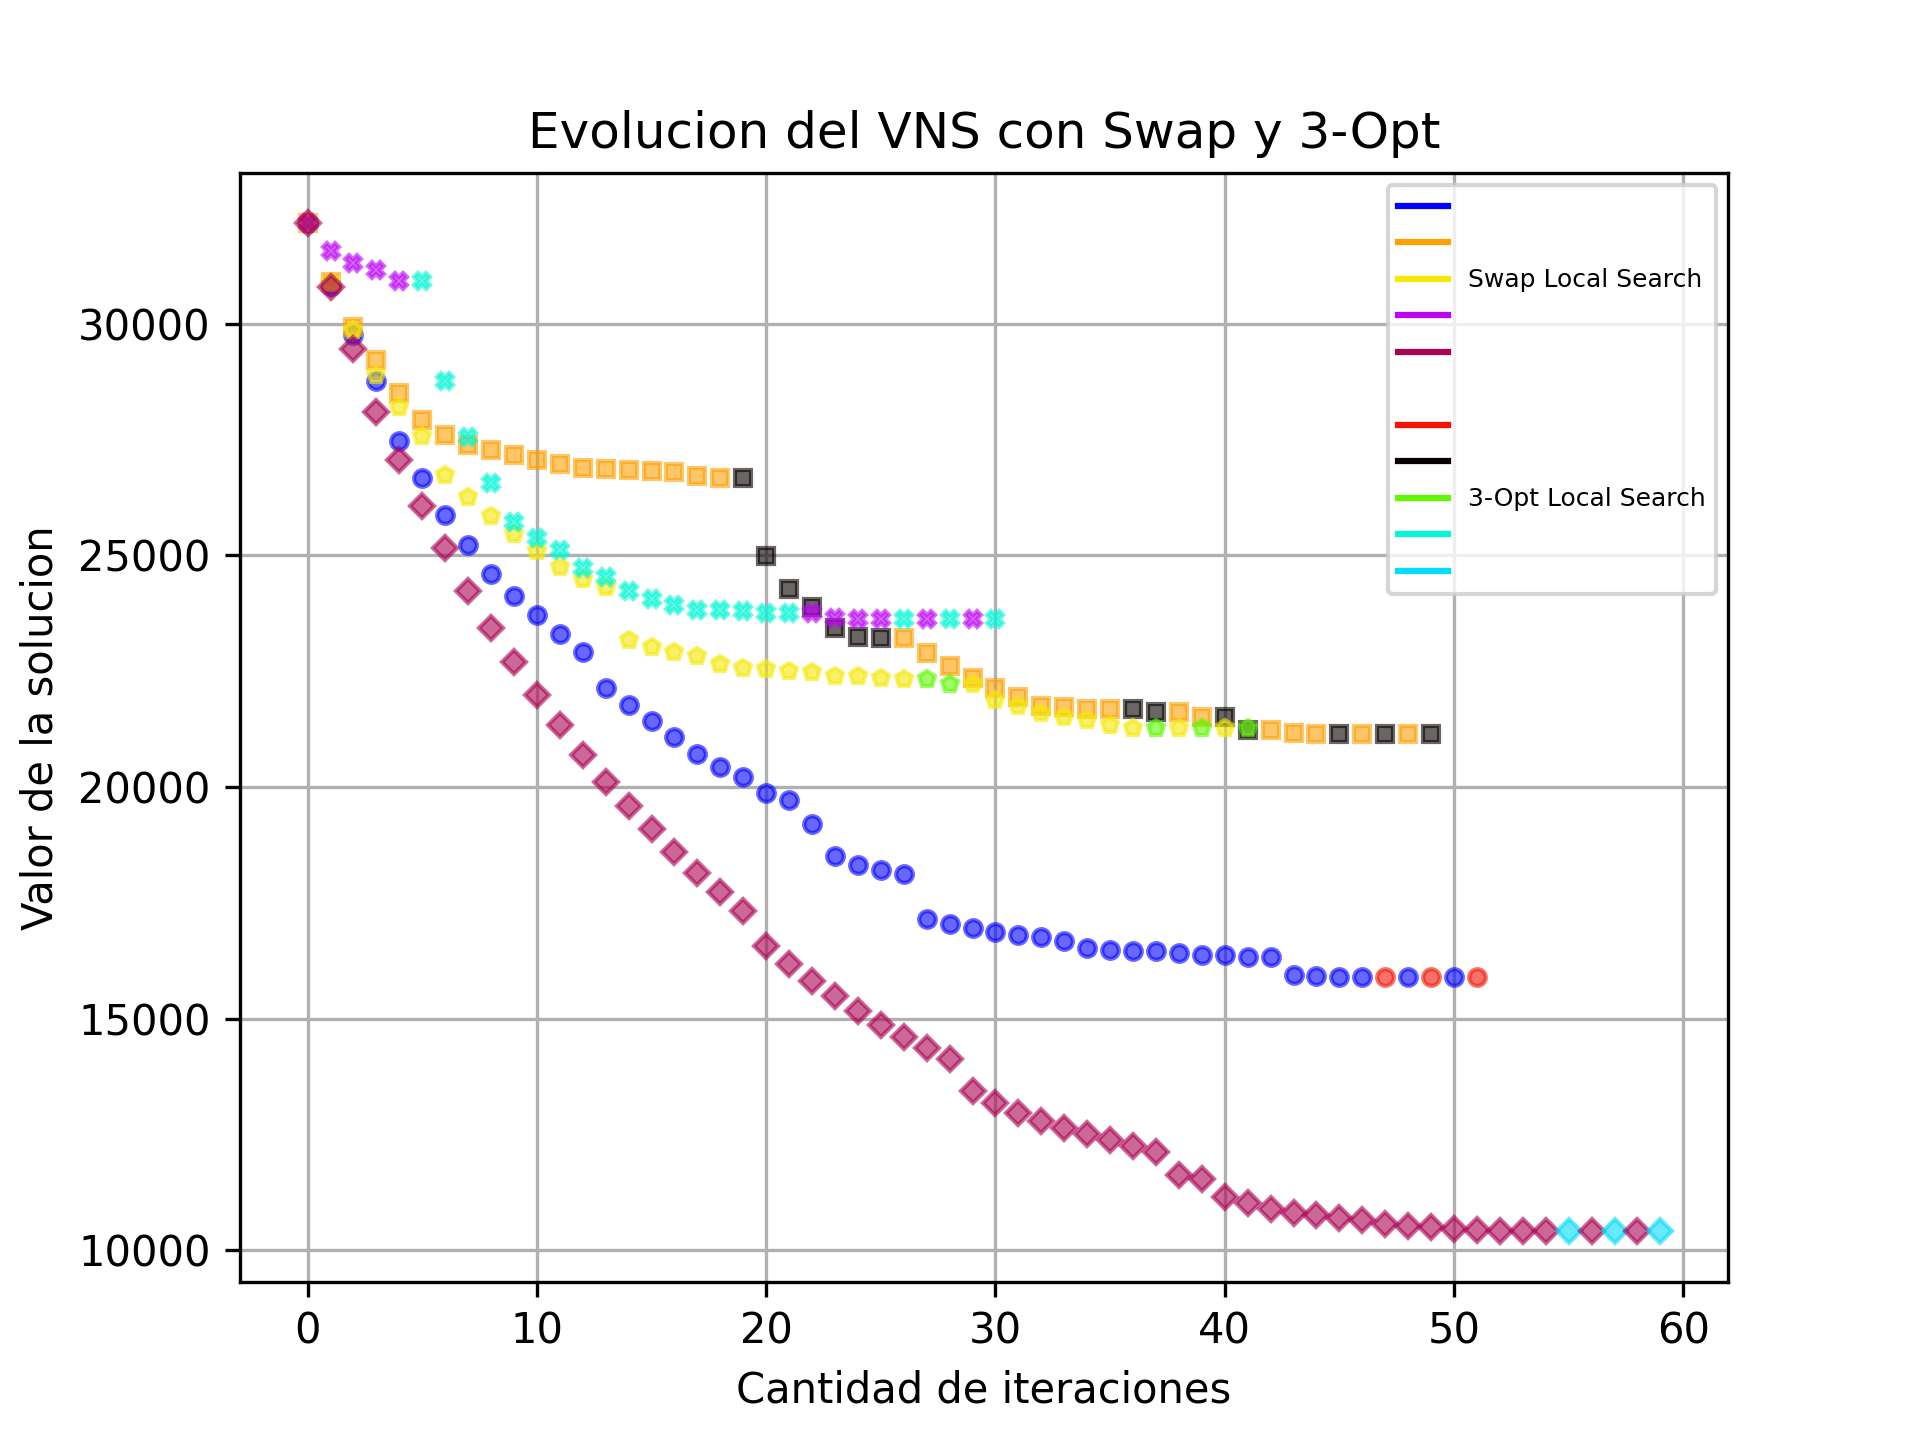 Evolucion del VNS con Swap y 3-Opt
Swap Local Search
3-Opt Local Search
Valor de la solucion
30000
25000
20000
15000
10000
0 10 20 30 40 50 60
Cantidad de iteraciones